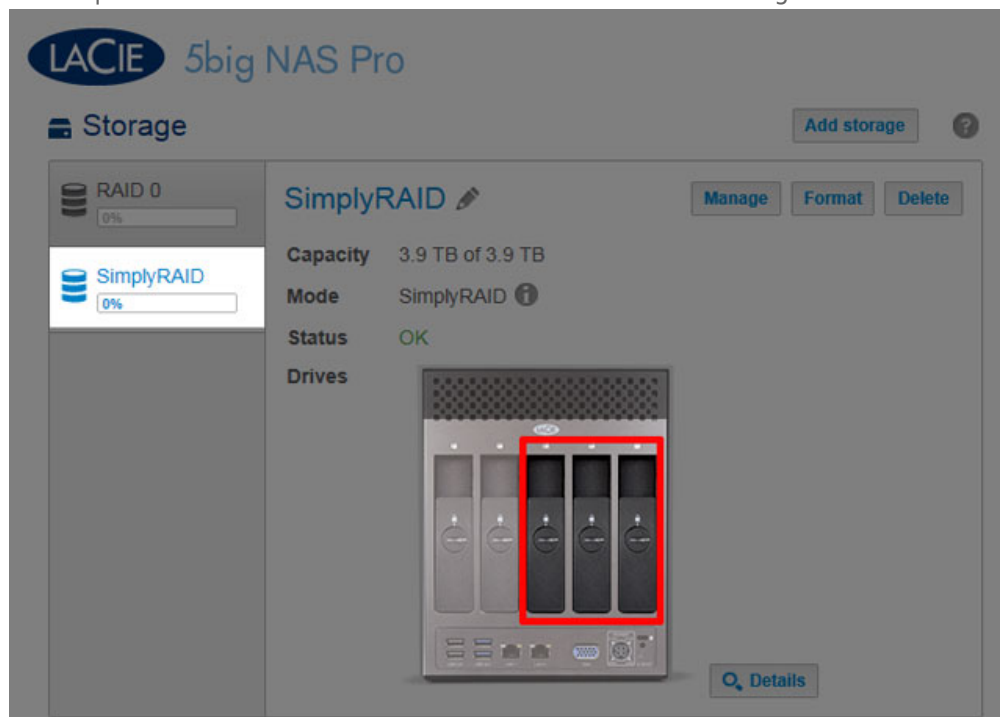 LACIE 5big NAS Pro
Storage
Add storage
?
RAID 0
0%
SimplyRAID
0%
SimplyRAID
Manage
Format
Delete
Capacity 3.9 TB of 3.9 TB
Mode SimplyRAID i
Status OK
Drives
LACIE
Details